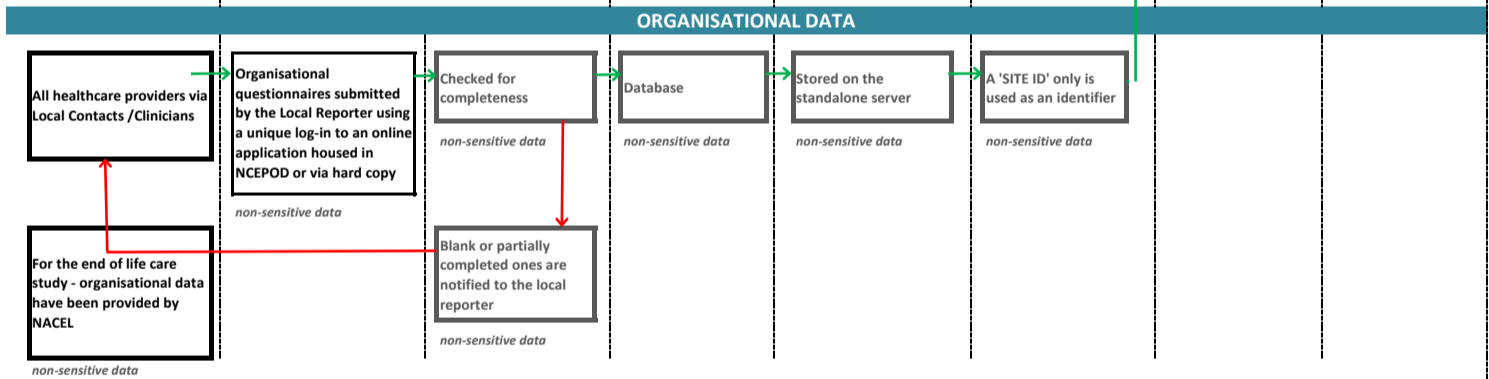 ORGANISATIONAL DATA
All healthcare providers via
Local Contacts /Clinicians
Organisational
questionnaires submitted
by the Local Reporter using
a unique log-in to an online
application housed in
NCEPOD or via hard copy
non-sensitive data
Checked for
completeness
non-sensitive data
Database
non-sensitive data
Stored on the
standalone server
non-sensitive data
A 'SITE ID' only is
used as an identifier
non-sensitive data
For the end of life care
study - organisational data
have been provided by
NACEL
non-sensitive data
Blank or partially
completed ones are
notified to the local
reporter
non-sensitive data